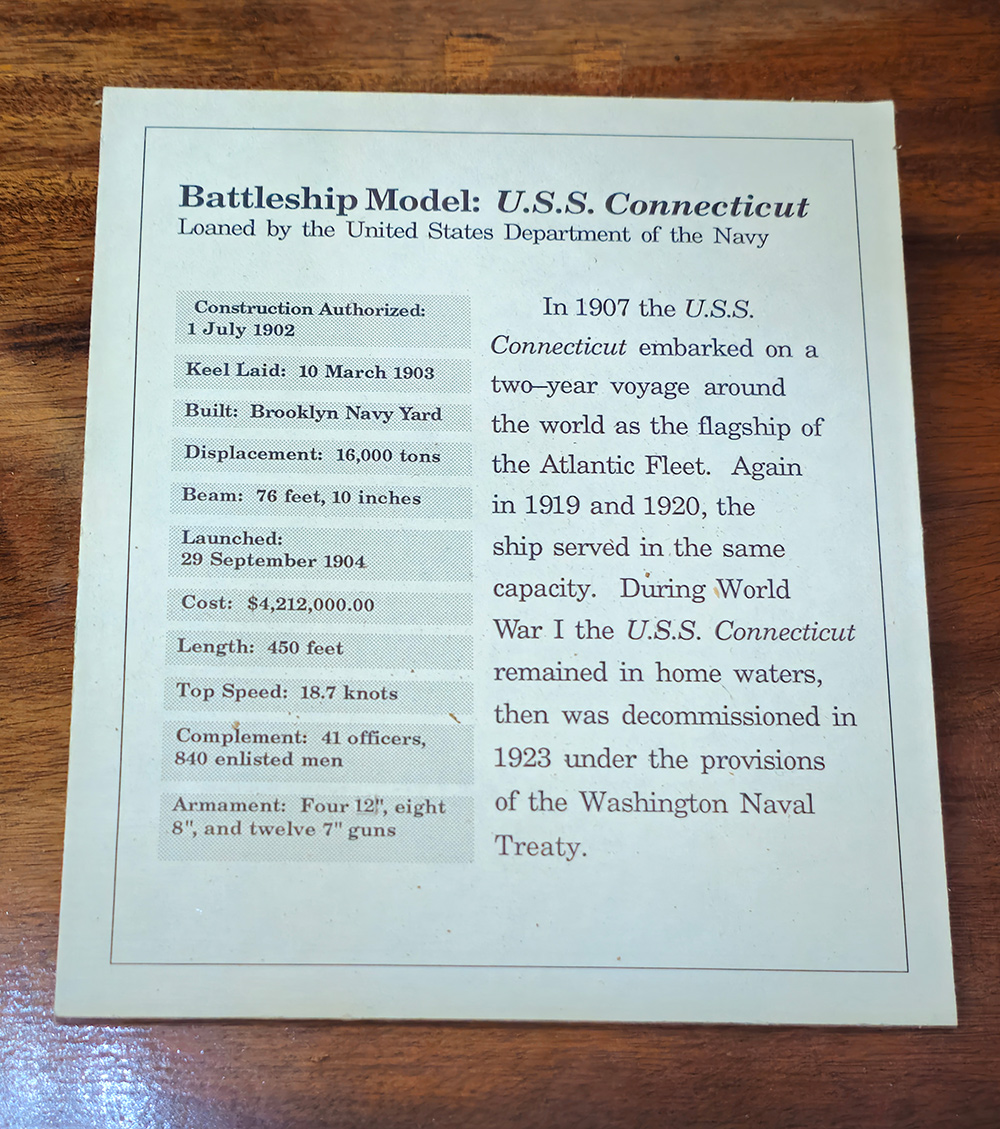 Battleship Model: U.S.S. Connecticut
Loaned by the United States Department of the Navy
Construction Authorized:
1 July 1902
Keel Laid: 10 March 1903
Built: Brooklyn Navy Yard
Displacement: 16,000 tons
Beam: 76 feet, 10 inches
Launched:
29 September 1904
Cost: $4,212,000.00
Length: 450 feet
Top Speed: 18.7 knots
Complement: 41 officers,
840 enlisted men
Armament: Four 12", eight
8", and twelve 7" guns
In 1907 the U.S.S.
Connecticut embarked on a
two–year voyage around
the world as the flagship of
the Atlantic Fleet. Again
in 1919 and 1920, the
ship served in the same
capacity. During World
War I the U.S.S. Connecticut
remained in home waters,
then was decommissioned in
1923 under the provisions
of the Washington Naval
Treaty.